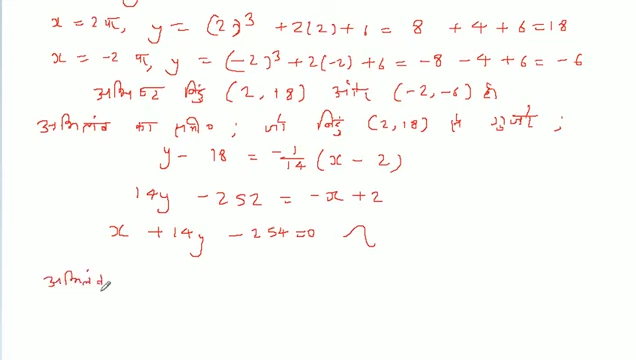 x = 2 पर, y = (2)³ + 2(2) + 6 = 8 + 4 + 6 = 18
x = -2 पर, y = (-2)³ + 2(-2) + 6 = -8 - 4 + 6 = -6
बिंदु (2, 18) और (-2, -6) है
अभिलंब का समी० ; जो बिंदु (2, 18) से गुजरे ;
y - 18 = -1/14 (x - 2)
14y - 252 = -x + 2
x + 14y - 254 = 0
अभिलंब